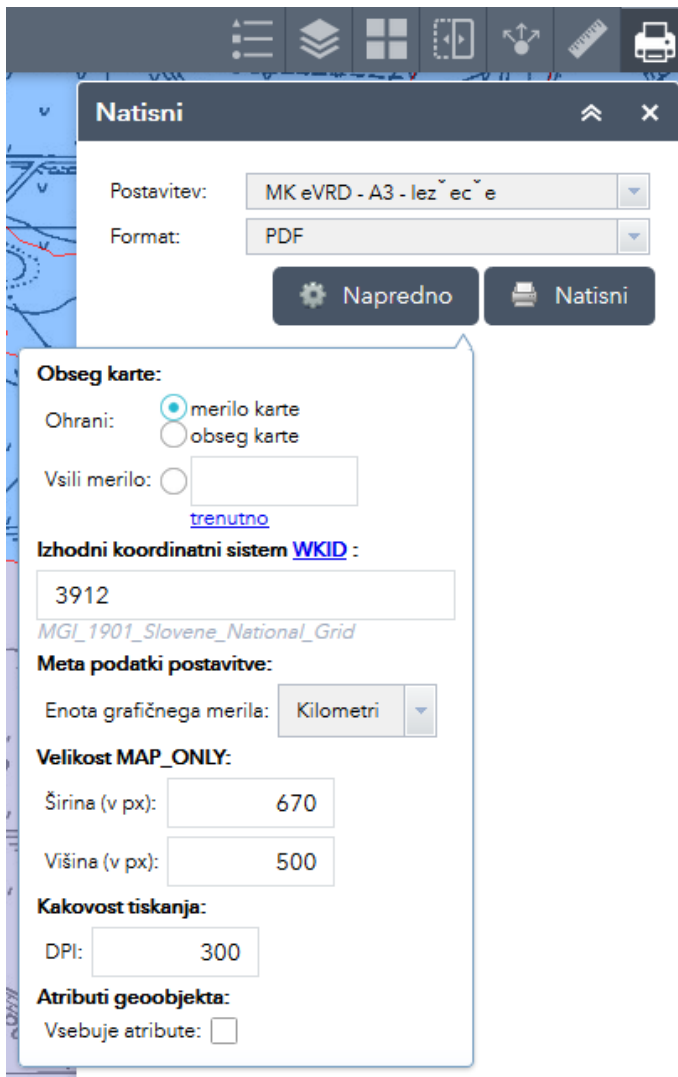 Natisni
Postavitev: MK eVRD - A3 - lezˇecˇe
Format: PDF
Napredno Natisni
Obseg karte:
Ohrani: merilo karte
obseg karte
Vsili merilo:
trenutno
Izhodni koordinatni sistem WKID :
3912
MGI_1901_Slovene_National_Grid
Meta podatki postavitve:
Enota grafičnega merila: Kilometri
Velikost MAP_ONLY:
Širina (v px): 670
Višina (v px): 500
Kakovost tiskanja:
DPI: 300
Atributi geoobjekta:
Vsebuje atribute: